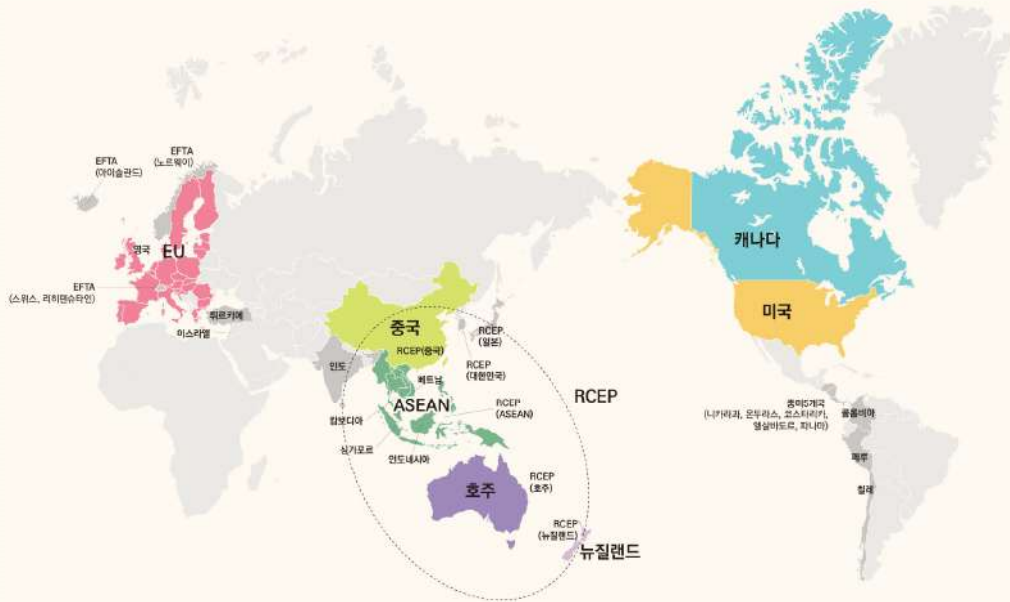 EFTA
(노르웨이)
EFTA
(아이슬란드)
영국
EU
EFTA
(스위스, 리히텐슈타인)
튀르키예
이스라엘
캐나다
미국
중국
RCEP(중국)
RCEP
(일본)
RCEP
(대한민국)
인도
베트남
ASEAN
RCEP
(ASEAN)
RCEP
캄보디아
싱가포르
인도네시아
호주
RCEP
(호주)
RCEP
(뉴질랜드)
뉴질랜드
중미5개국
(니카라과, 온두라스, 코스타리카,
엘살바도르, 파나마)
콜롬비아
페루
칠레